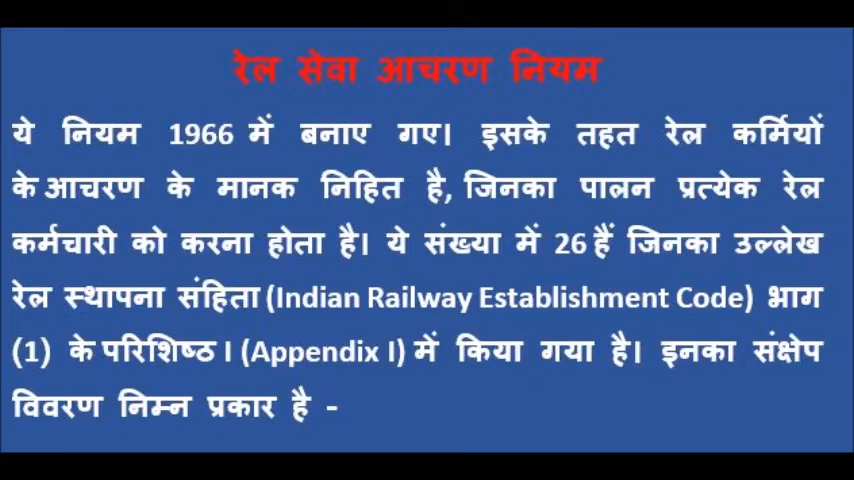 रेल सेवा आचरण नियम
ये नियम 1966 में बनाए गए। इसके तहत रेल कर्मियों
के आचरण के मानक निहित है, जिनका पालन प्रत्येक रेल
कर्मचारी को करना होता है। ये संख्या में 26 हैं जिनका उल्लेख
रेल स्थापना संहिता (Indian Railway Establishment Code) भाग
(1) के परिशिष्ठ I (Appendix I) में किया गया है। इनका संक्षेप
विवरण निम्न प्रकार है -